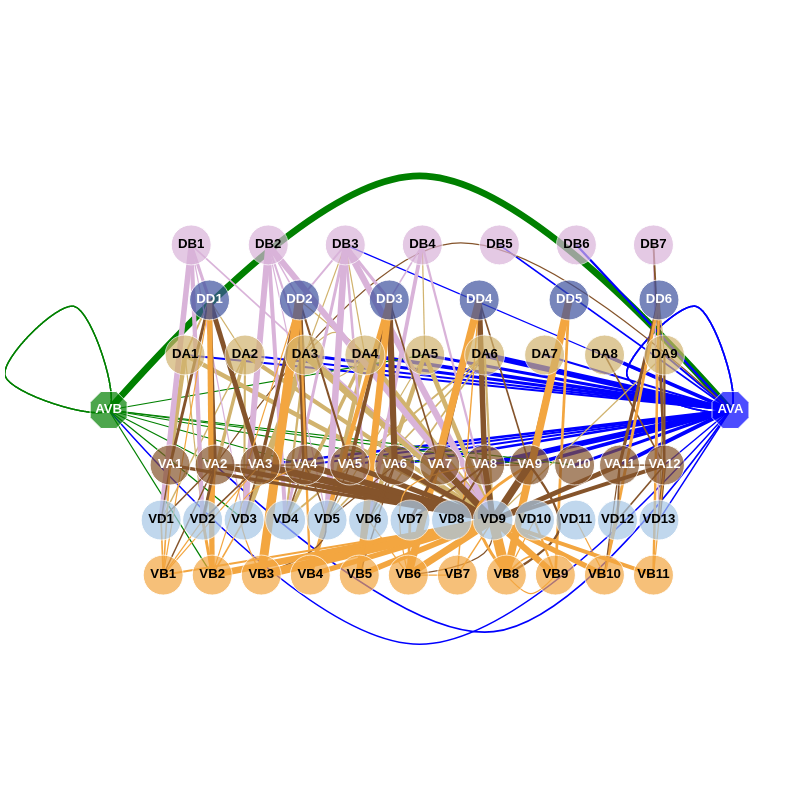 DB1 DB2 DB3 DB4 DB5 DB6 DB7
DD1 DD2 DD3 DD4 DD5 DD6
DA1 DA2 DA3 DA4 DA5 DA6 DA7 DA8 DA9
AVB AVA
VA1 VA2 VA3 VA4 VA5 VA6 VA7 VA8 VA9 VA10 VA11 VA12
VD1 VD2 VD3 VD4 VD5 VD6 VD7 VD8 VD9 VD10 VD11 VD12 VD13
VB1 VB2 VB3 VB4 VB5 VB6 VB7 VB8 VB9 VB10 VB11